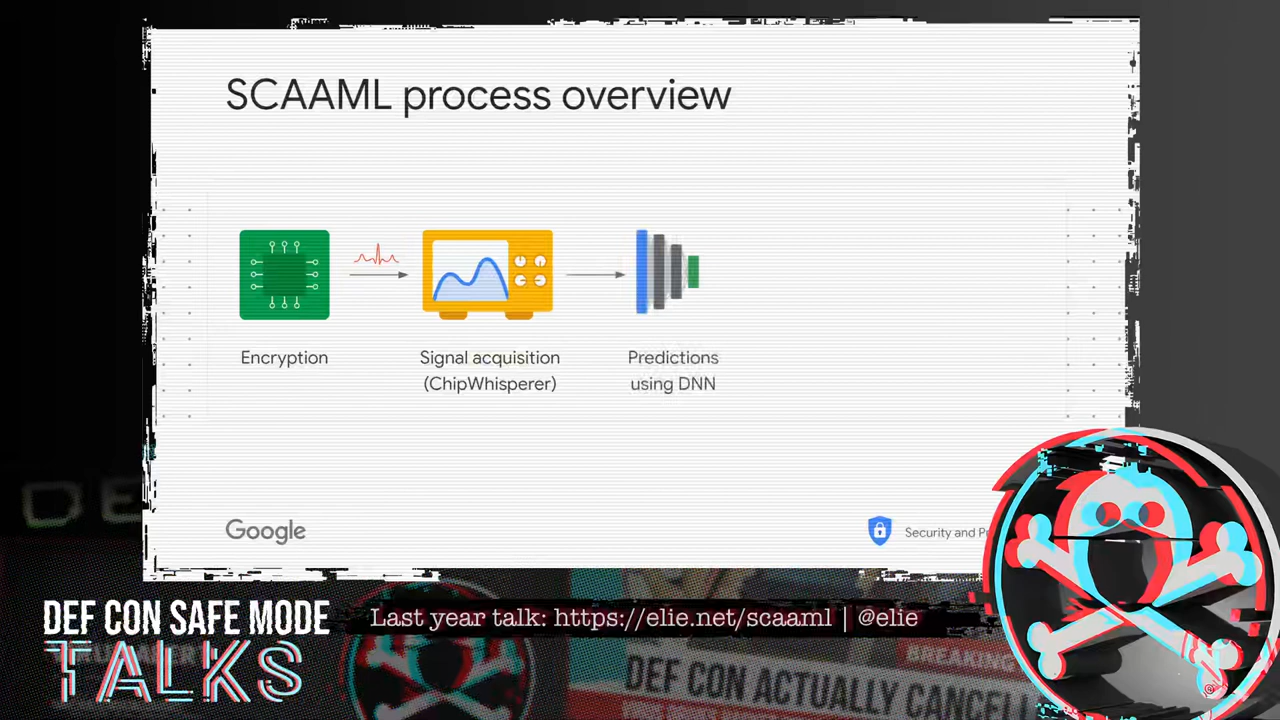 SCAAML process overview
Encryption
Signal acquisition
(ChipWhisperer)
Predictions
using DNN
Google
Security and
DEF CON SAFE MODE
TALKS
Last year talk: https://elie.net/scaaml | @elie
BREAKING
DEF CON ACTUALLY